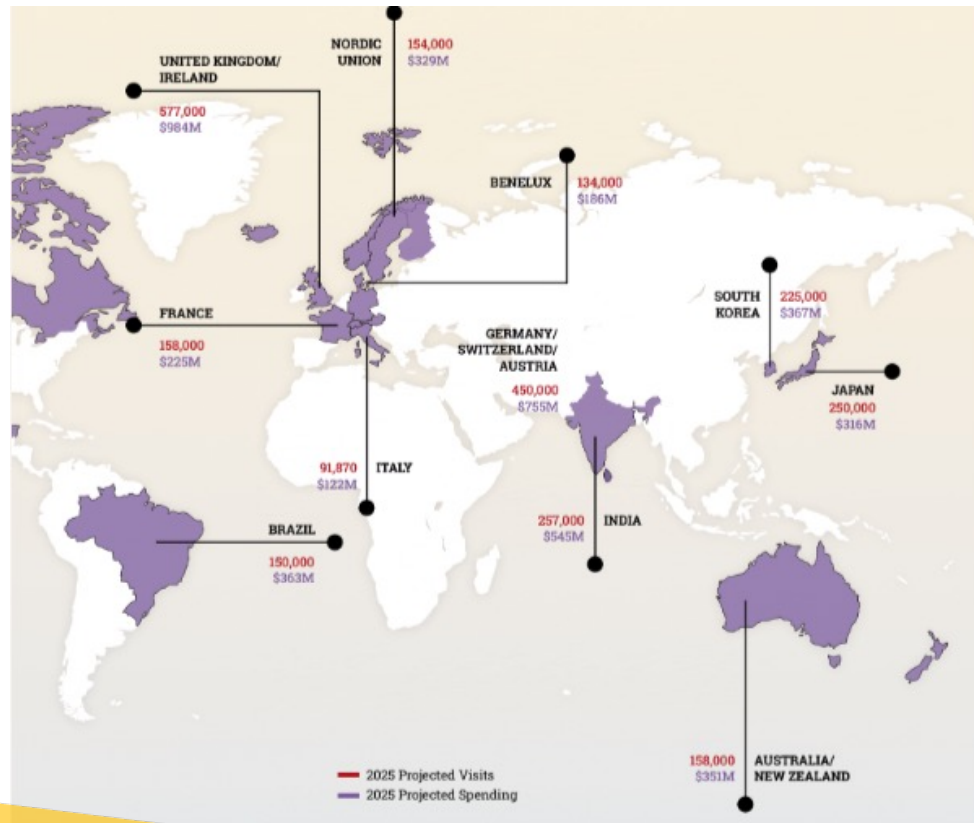 NORDIC
UNION
154,000
$329M
UNITED KINGDOM/
IRELAND
577,000
$984M
BENELUX
134,000
$186M
FRANCE
158,000
$225M
GERMANY/
SWITZERLAND/
AUSTRIA
450,000
$755M
SOUTH
KOREA
225,000
$367M
JAPAN
250,000
$316M
91,870
$122M
ITALY
BRAZIL
150,000
$363M
257,000
$545M
INDIA
158,000
$351M
AUSTRALIA/
NEW ZEALAND
2025 Projected Visits
2025 Projected Spending